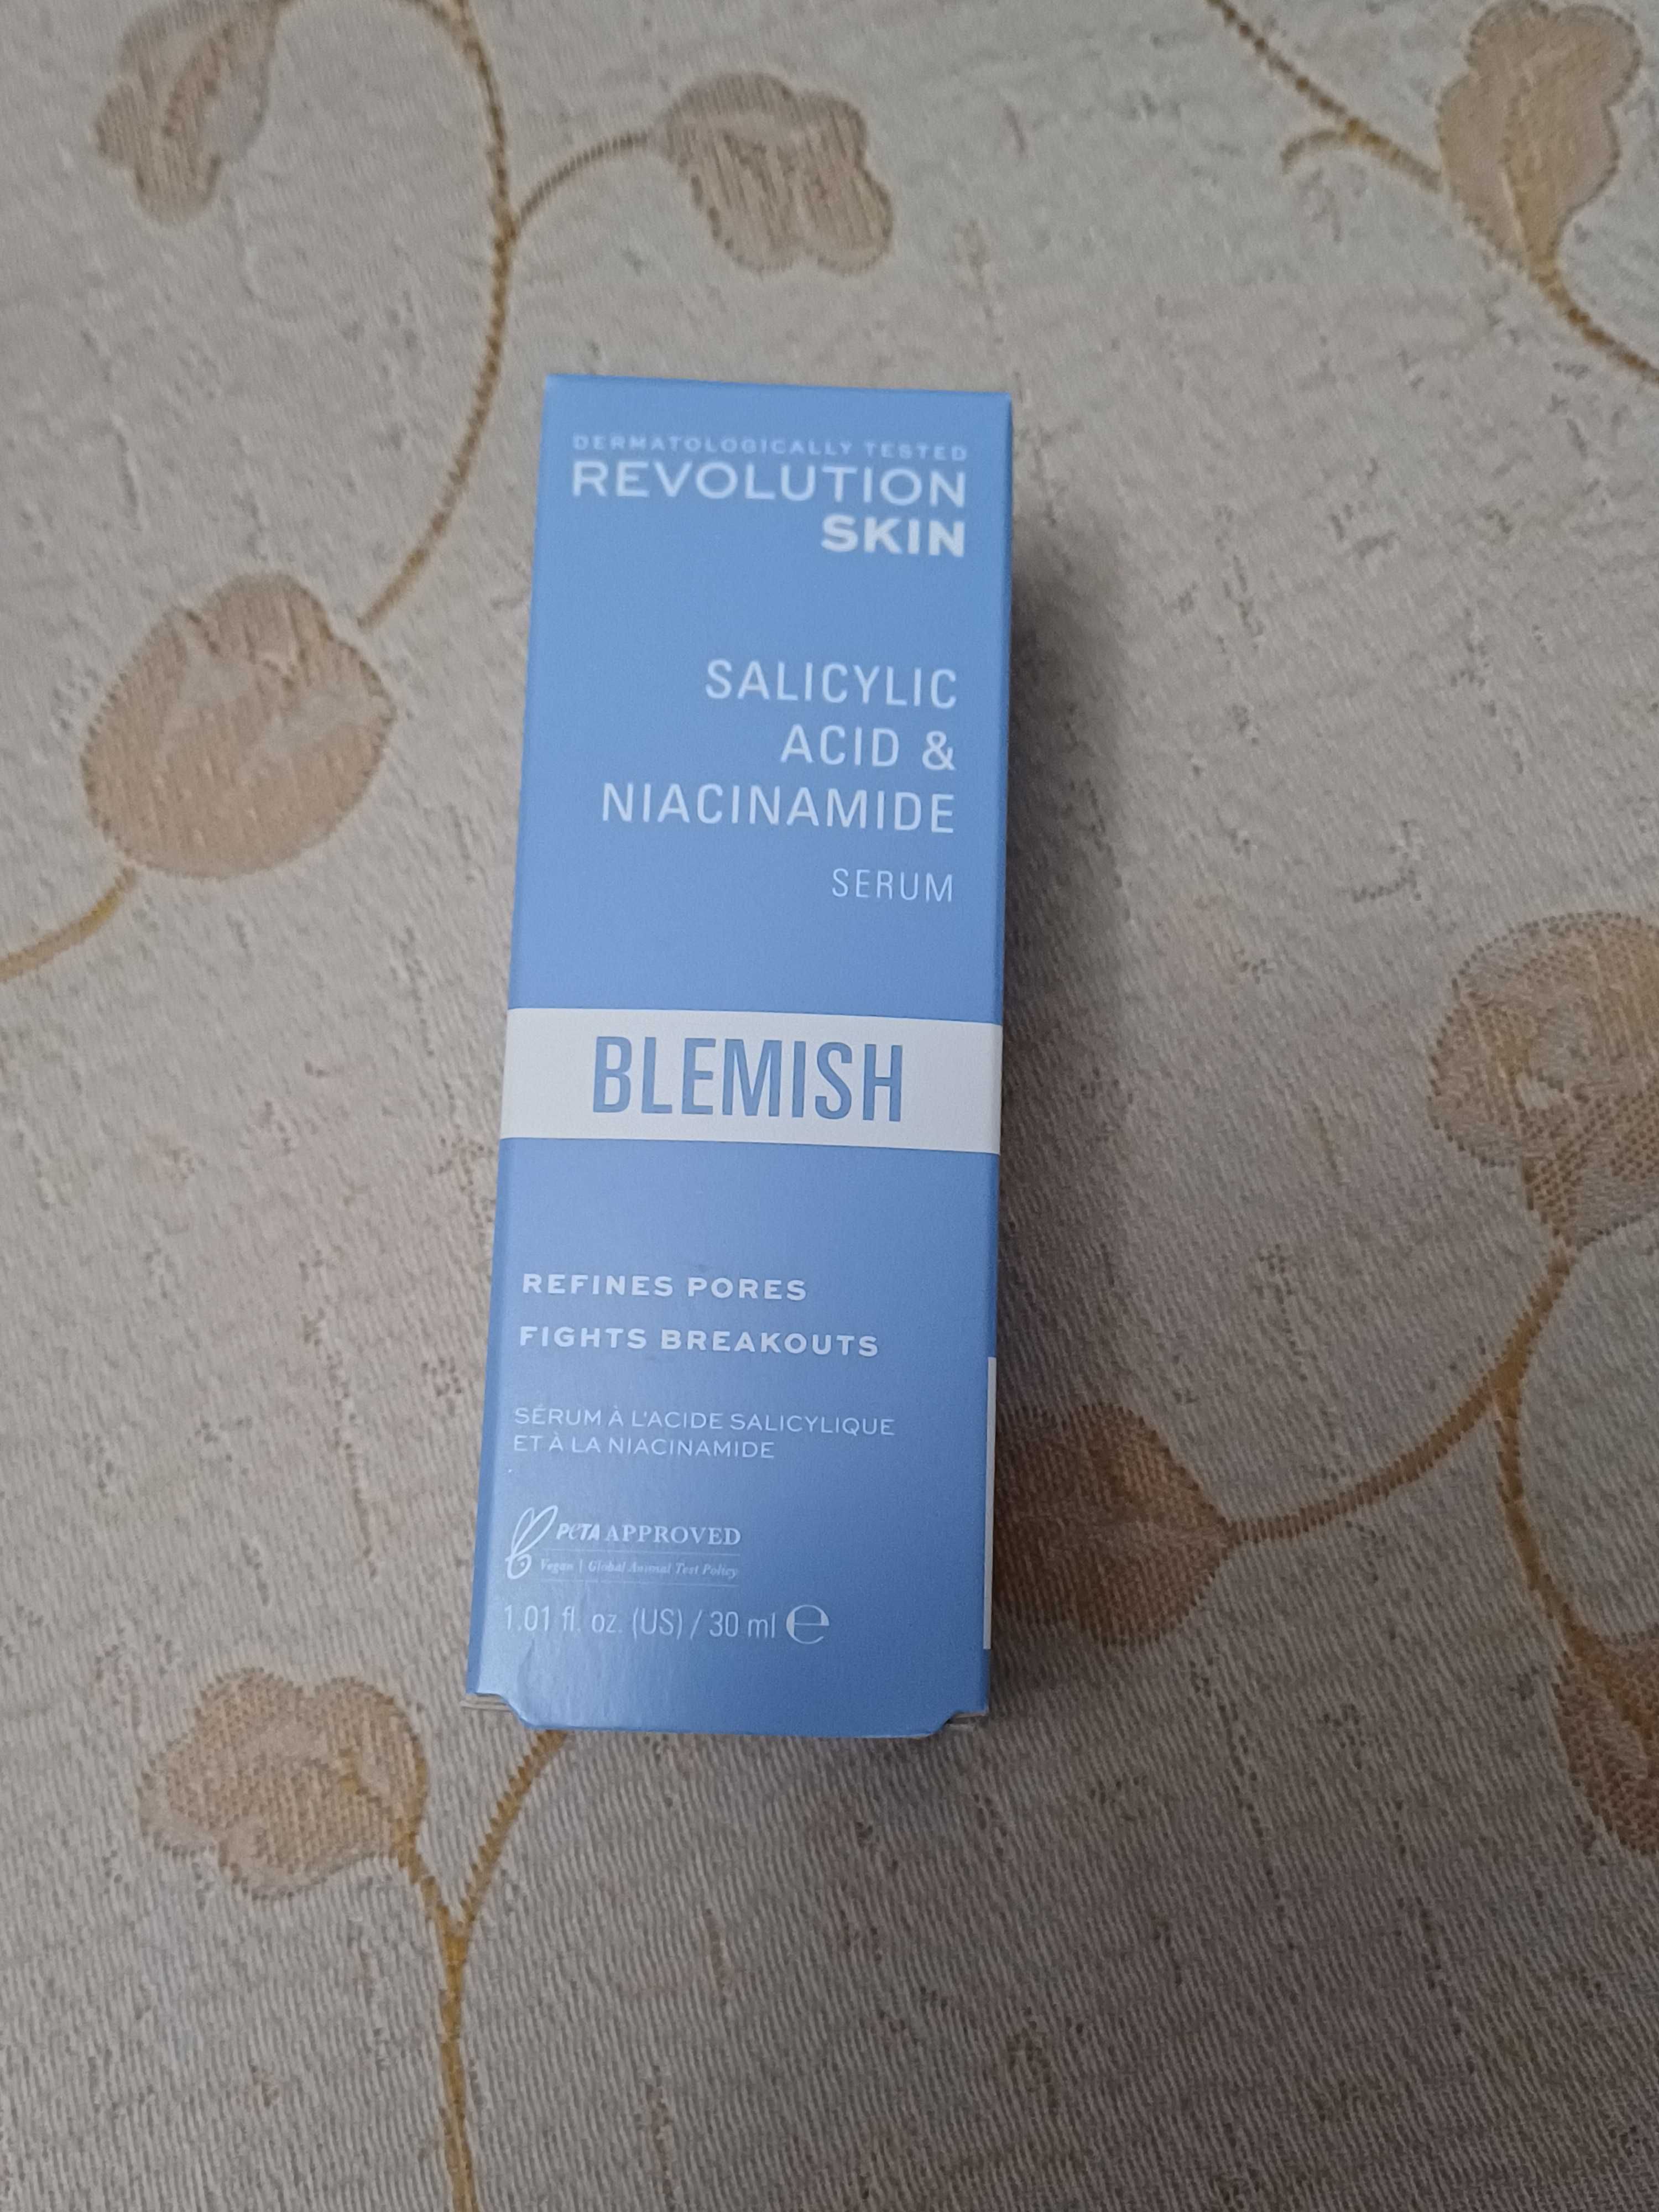 DERMATOLOGICALLY TESTED
REVOLUTION
SKIN
SALICYLIC
ACID &
NIACINAMIDE
SERUM
BLEMISH
REFINES PORES
FIGHTS BREAKOUTS
SÉRUM À L'ACIDE SALICYLIQUE
ET À LA NIACINAMIDE
PETA APPROVED
Vegan | Global Animal Test Policy
1.01 fl. oz. (US) / 30 ml ℮